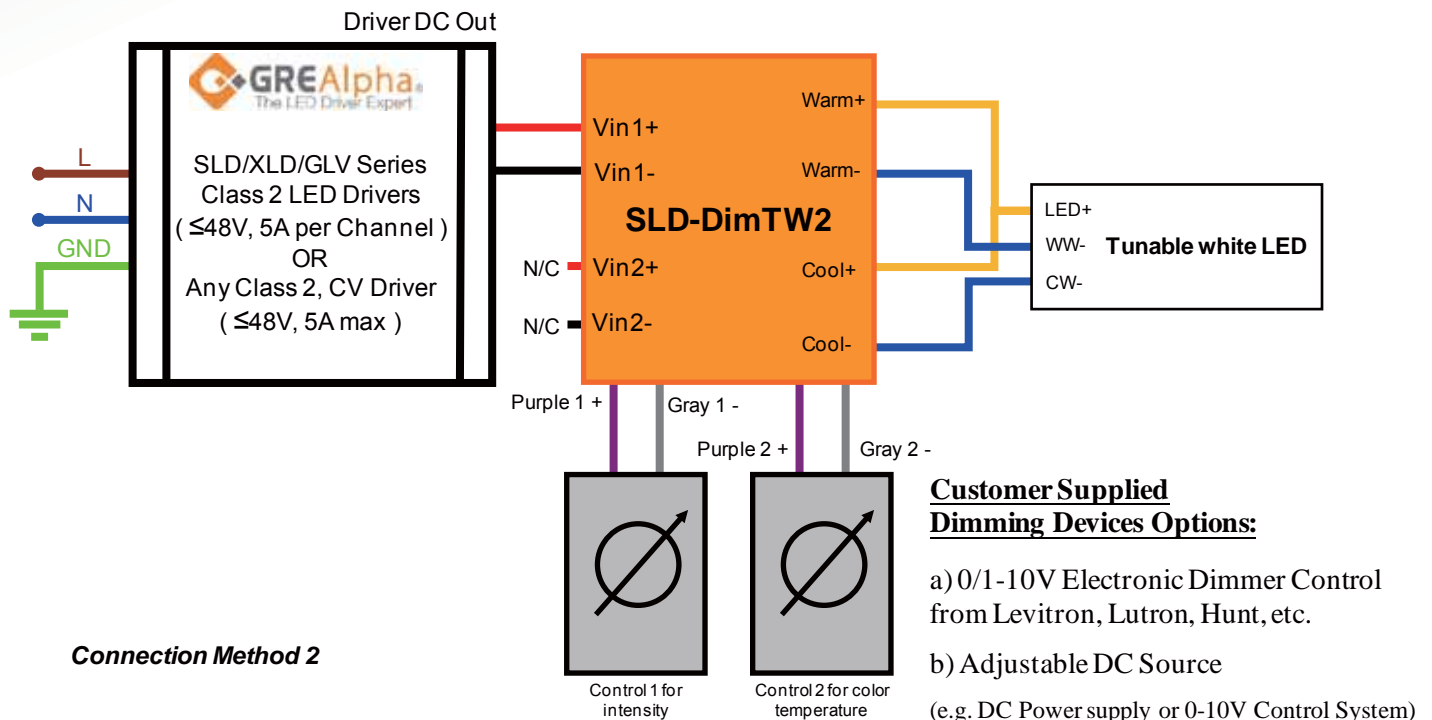 Driver DC Out
GREAlpha®
The LED Driver Expert
SLD/XLD/GLV Series
Class 2 LED Drivers
( ≤48V, 5A per Channel )
OR
Any Class 2, CV Driver
( ≤48V, 5A max )
L
N
GND
Vin1+
Vin1-
SLD-DimTW2
N/C
Vin2+
N/C
Vin2-
Warm+
Warm-
Cool+
Cool-
LED+
WW-
CW-
Tunable white LED
Purple 1 +
Gray 1 -
Purple 2 +
Gray 2 -
Control 1 for
intensity
Control 2 for color
temperature
Connection Method 2
Customer Supplied
Dimming Devices Options:
a) 0/1-10V Electronic Dimmer Control
from Levitron, Lutron, Hunt, etc.
b) Adjustable DC Source
(e.g. DC Power supply or 0-10V Control System)